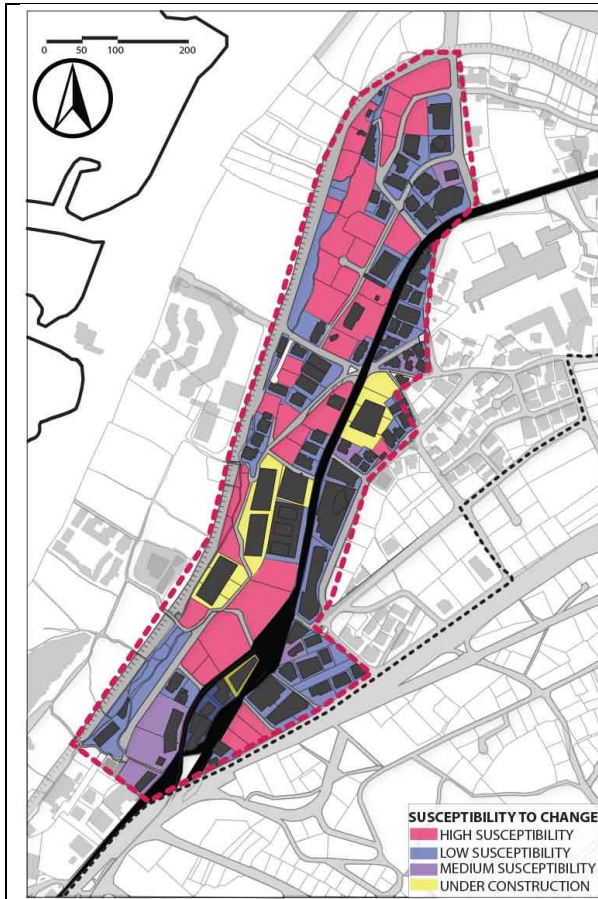 0 50 100 200
SUSCEPTIBILITY TO CHANGE
HIGH SUSCEPTIBILITY
LOW SUSCEPTIBILITY
MEDIUM SUSCEPTIBILITY
UNDER CONSTRUCTION